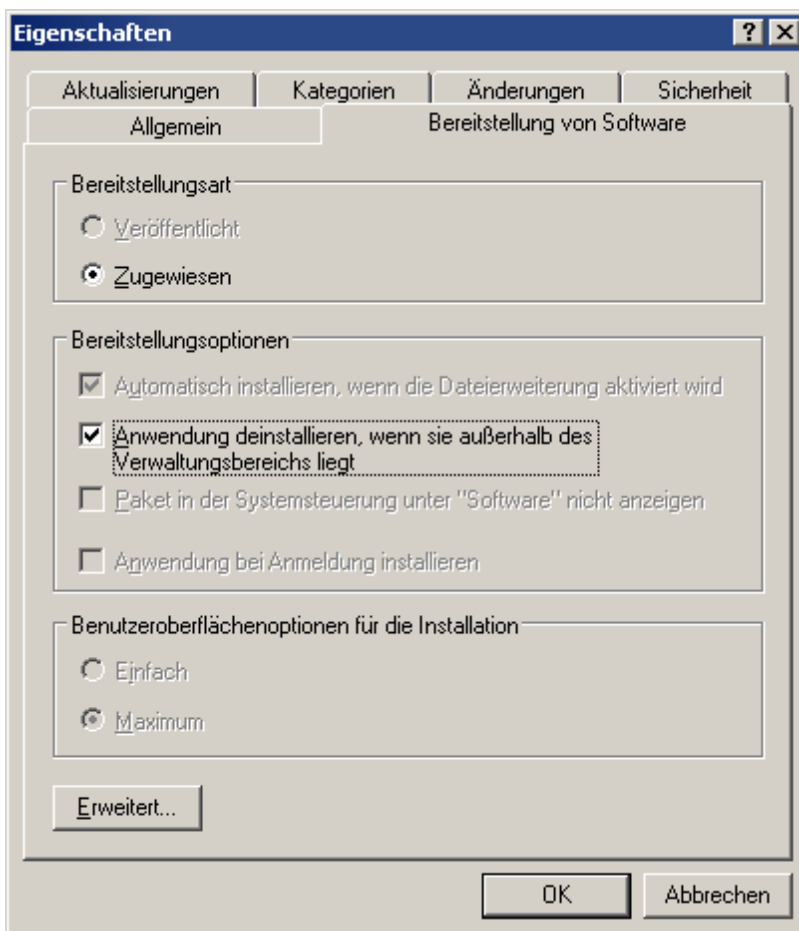 Eigenschaften
Aktualisierungen
Kategorien
Änderungen
Sicherheit
Allgemein
Bereitstellung von Software
Bereitstellungsart
Veröffentlicht
Zugewiesen
Bereitstellungsoptionen
Automatisch installieren, wenn die Dateierweiterung aktiviert wird
Anwendung deinstallieren, wenn sie außerhalb des
Verwaltungsbereichs liegt
Paket in der Systemsteuerung unter "Software" nicht anzeigen
Anwendung bei Anmeldung installieren
Benutzeroberflächenoptionen für die Installation
Einfach
Maximum
Erweitert...
OK
Abbrechen